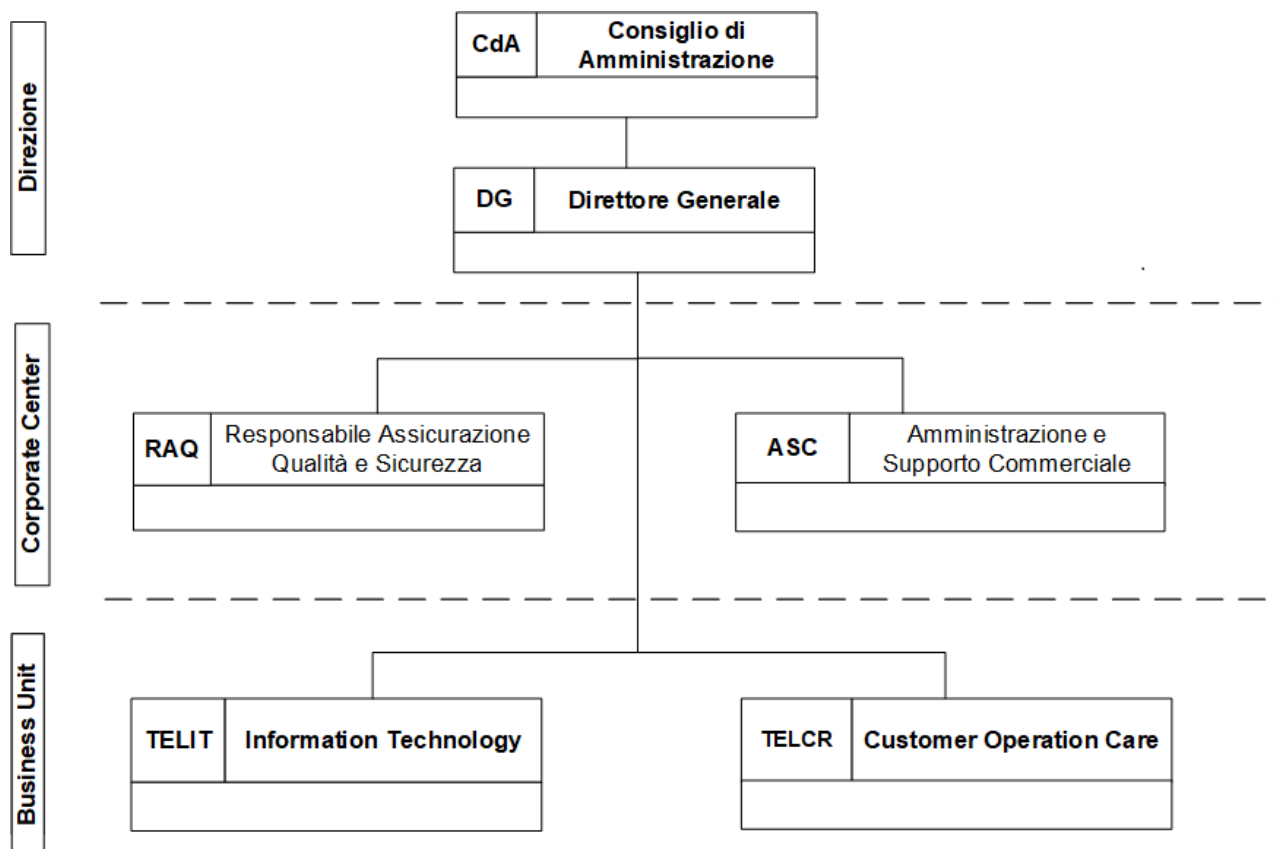 Direzione
CdA
Consiglio di
Amministrazione
DG
Direttore Generale
Corporate Center
RAQ
Responsabile Assicurazione
Qualità e Sicurezza
ASC
Amministrazione e
Supporto Commerciale
Business Unit
TELIT
Information Technology
TELCR
Customer Operation Care